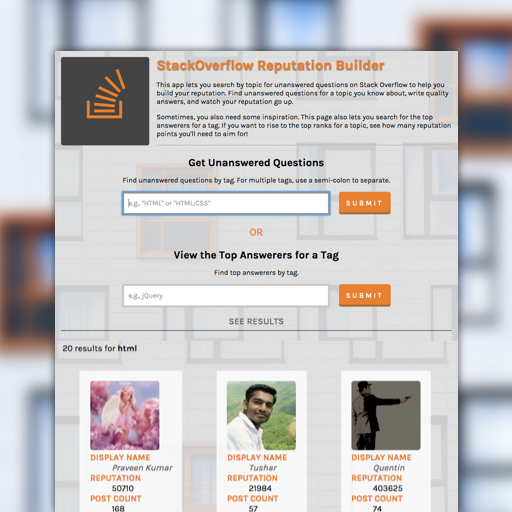 StackOverflow Reputation Builder
This app lets you search by topic for unanswered questions on Stack Overflow to help you
build your reputation. Find unanswered questions for a topic you know about, write quality
answers, and watch your reputation go up.
Sometimes, you also need some inspiration. This page also lets you search for the top
answerers for a tag. If you want to rise to the top ranks for a topic, see how many reputation
points you'll need to aim for!
Get Unanswered Questions
Find unanswered questions by tag. For multiple tags, use a semi-colon to separate.
e.g., "HTML" or "HTML;CSS"
SUBMIT
OR
View the Top Answerers for a Tag
Find top answerers by tag.
e.g., jQuery
SUBMIT
SEE RESULTS
20 results for html
DISPLAY NAME
Praveen Kumar
REPUTATION
50710
POST COUNT
168
DISPLAY NAME
Tushar
REPUTATION
21984
POST COUNT
57
DISPLAY NAME
Quentin
REPUTATION
403625
POST COUNT
74